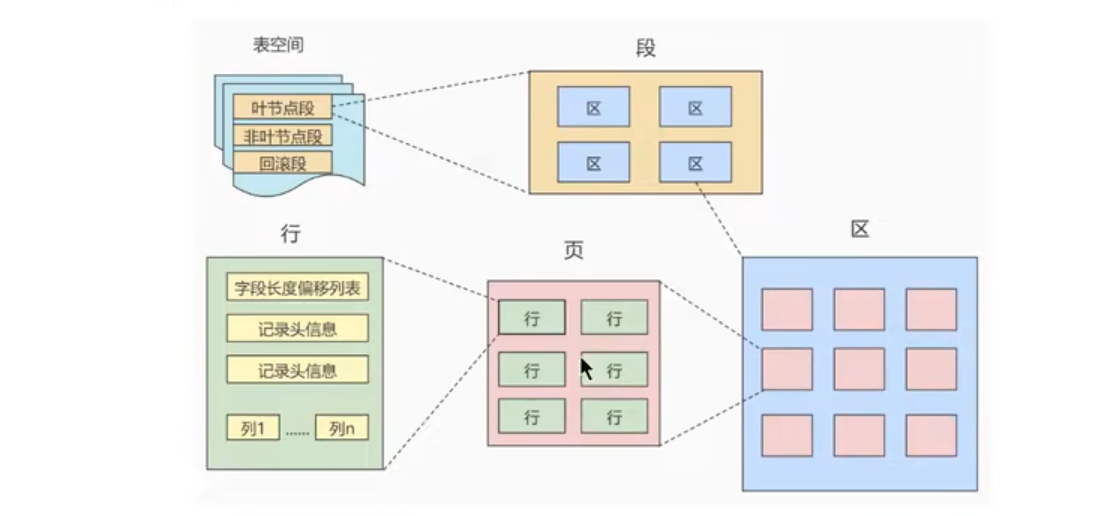 表空间
叶节点段
非叶节点段
回滚段
段
区 区
区 区
行
字段长度偏移列表
记录头信息
记录头信息
列1 …… 列n
页
行 行
行 行
行 行
区